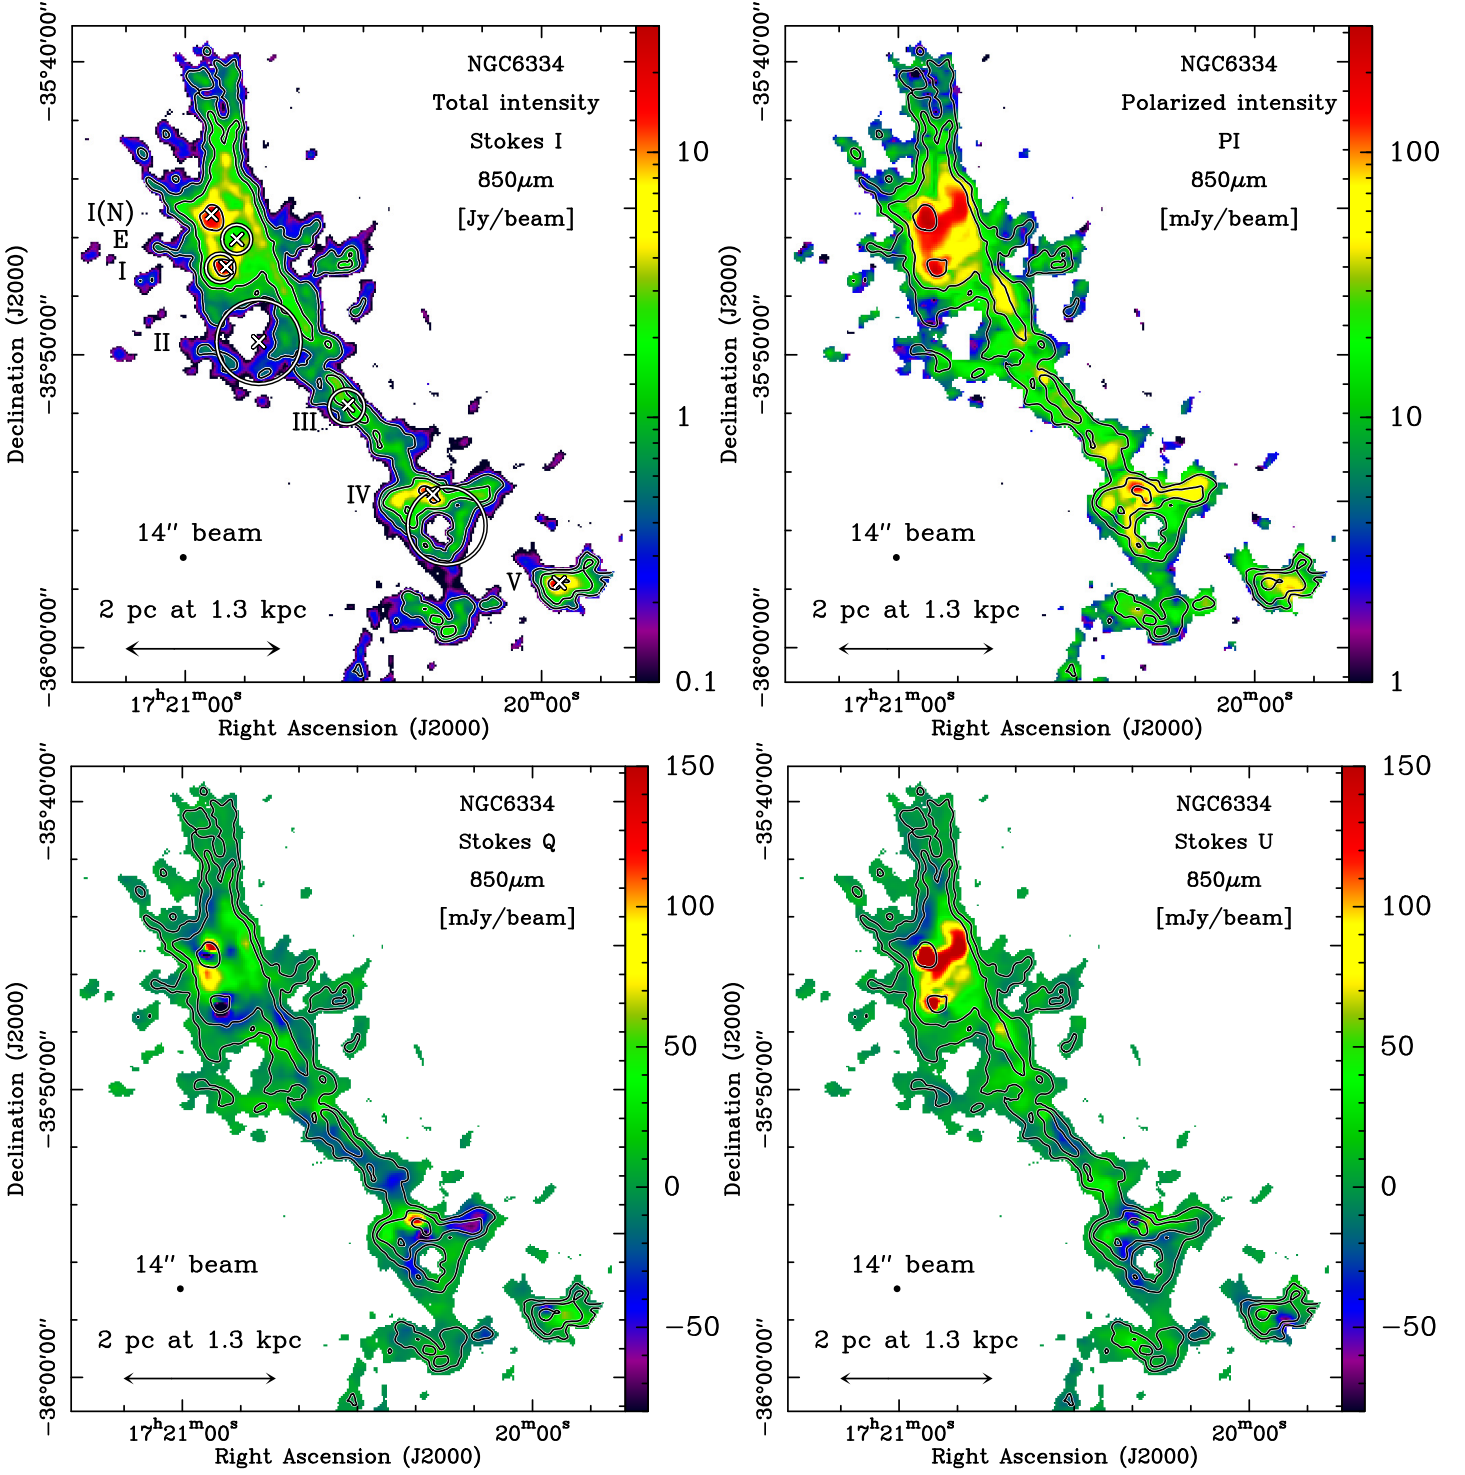 NGC6334
Total intensity
Stokes I
850μm
[Jy/beam]
I(N)
E
I
II
III
IV
V
14″ beam
2 pc at 1.3 kpc
−35°40′00″
−35°50′00″
−36°00′00″
Declination (J2000)
17ʰ21ᵐ00ˢ
20ᵐ00ˢ
Right Ascension (J2000)
10
1
0.1
NGC6334
Polarized intensity
PI
850μm
[mJy/beam]
14″ beam
2 pc at 1.3 kpc
−35°40′00″
−35°50′00″
−36°00′00″
Declination (J2000)
17ʰ21ᵐ00ˢ
20ᵐ00ˢ
Right Ascension (J2000)
100
10
1
NGC6334
Stokes Q
850μm
[mJy/beam]
14″ beam
2 pc at 1.3 kpc
−35°40′00″
−35°50′00″
−36°00′00″
Declination (J2000)
17ʰ21ᵐ00ˢ
20ᵐ00ˢ
Right Ascension (J2000)
150
100
50
0
−50
NGC6334
Stokes U
850μm
[mJy/beam]
14″ beam
2 pc at 1.3 kpc
−35°40′00″
−35°50′00″
−36°00′00″
Declination (J2000)
17ʰ21ᵐ00ˢ
20ᵐ00ˢ
Right Ascension (J2000)
150
100
50
0
−50